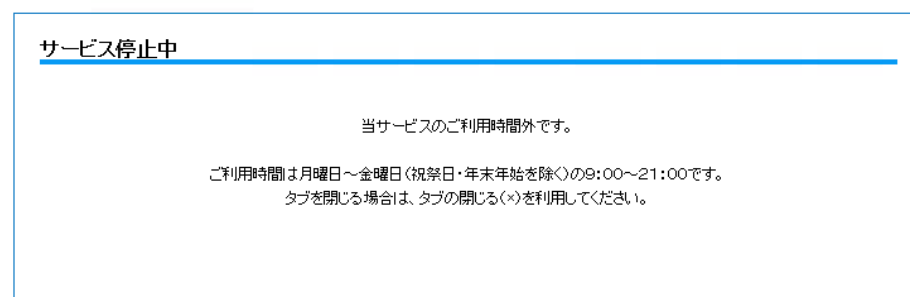 サービス停止中
当サービスのご利用時間外です。
ご利用時間は月曜日～金曜日(祝祭日・年末年始を除く)の9:00～21:00です。
タブを閉じる場合は、タブの閉じる(×)を利用してください。